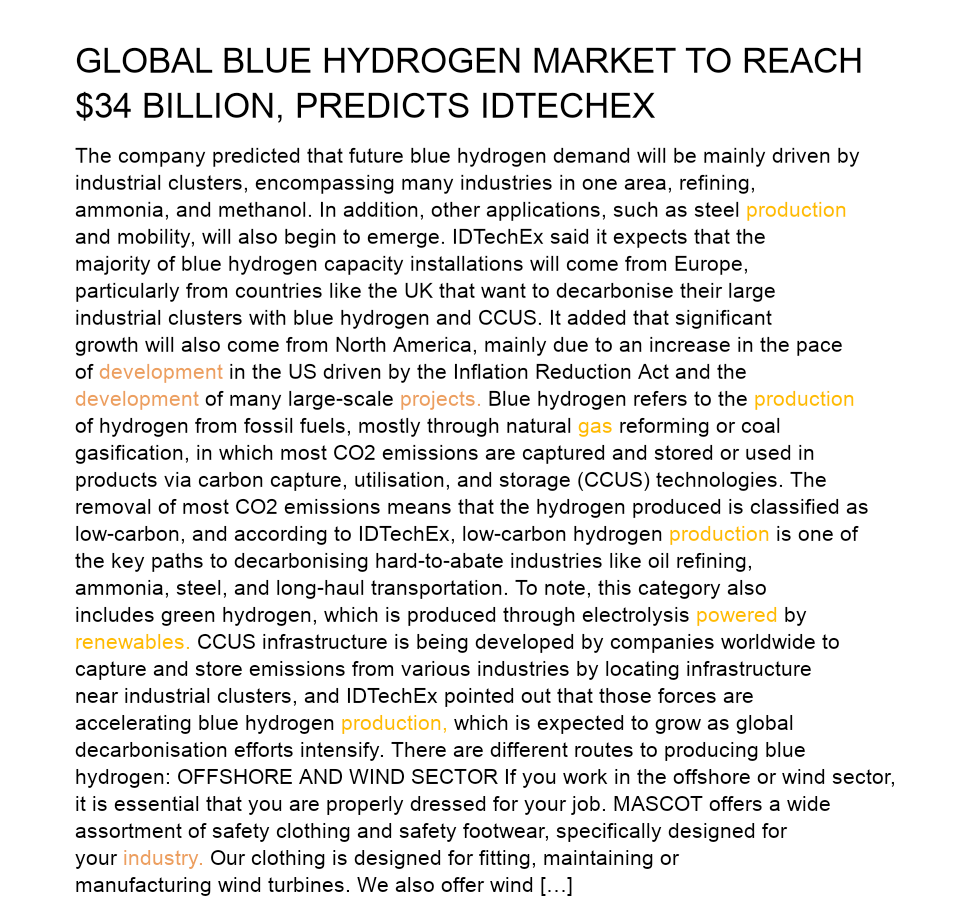 GLOBAL BLUE HYDROGEN MARKET TO REACH
$34 BILLION, PREDICTS IDTECHEX
The company predicted that future blue hydrogen demand will be mainly driven by
industrial clusters, encompassing many industries in one area, refining,
ammonia, and methanol. In addition, other applications, such as steel production
and mobility, will also begin to emerge. IDTechEx said it expects that the
majority of blue hydrogen capacity installations will come from Europe,
particularly from countries like the UK that want to decarbonise their large
industrial clusters with blue hydrogen and CCUS. It added that significant
growth will also come from North America, mainly due to an increase in the pace
of development in the US driven by the Inflation Reduction Act and the
development of many large-scale projects. Blue hydrogen refers to the production
of hydrogen from fossil fuels, mostly through natural gas reforming or coal
gasification, in which most CO2 emissions are captured and stored or used in
products via carbon capture, utilisation, and storage (CCUS) technologies. The
removal of most CO2 emissions means that the hydrogen produced is classified as
low-carbon, and according to IDTechEx, low-carbon hydrogen production is one of
the key paths to decarbonising hard-to-abate industries like oil refining,
ammonia, steel, and long-haul transportation. To note, this category also
includes green hydrogen, which is produced through electrolysis powered by
renewables. CCUS infrastructure is being developed by companies worldwide to
capture and store emissions from various industries by locating infrastructure
near industrial clusters, and IDTechEx pointed out that those forces are
accelerating blue hydrogen production, which is expected to grow as global
decarbonisation efforts intensify. There are different routes to producing blue
hydrogen: OFFSHORE AND WIND SECTOR If you work in the offshore or wind sector,
it is essential that you are properly dressed for your job. MASCOT offers a wide
assortment of safety clothing and safety footwear, specifically designed for
your industry. Our clothing is designed for fitting, maintaining or
manufacturing wind turbines. We also offer wind […]